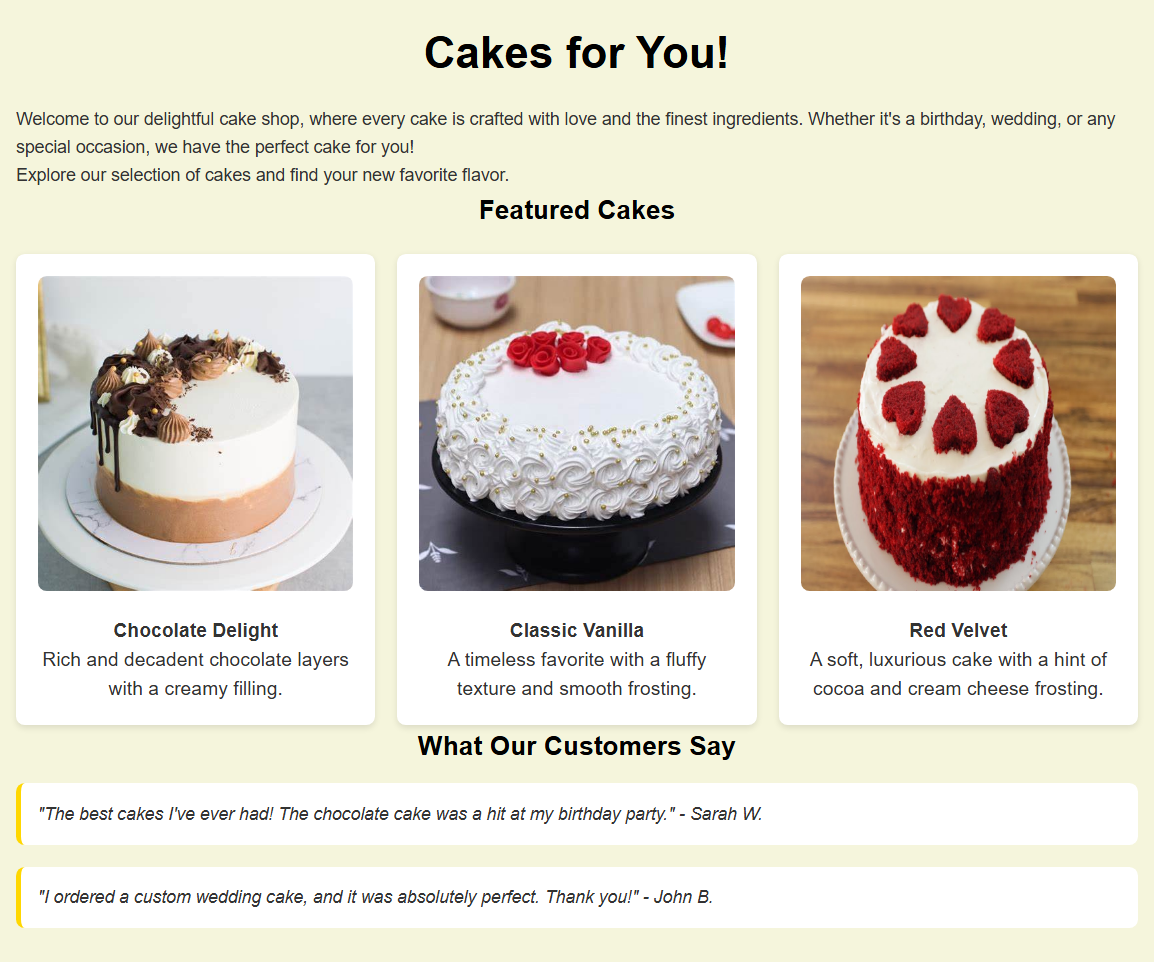 Cakes for You!
Welcome to our delightful cake shop, where every cake is crafted with love and the finest ingredients. Whether it's a birthday, wedding, or any
special occasion, we have the perfect cake for you!
Explore our selection of cakes and find your new favorite flavor.
Featured Cakes
Chocolate Delight
Rich and decadent chocolate layers
with a creamy filling.
Classic Vanilla
A timeless favorite with a fluffy
texture and smooth frosting.
Red Velvet
A soft, luxurious cake with a hint of
cocoa and cream cheese frosting.
What Our Customers Say
"The best cakes I've ever had! The chocolate cake was a hit at my birthday party." - Sarah W.
"I ordered a custom wedding cake, and it was absolutely perfect. Thank you!" - John B.